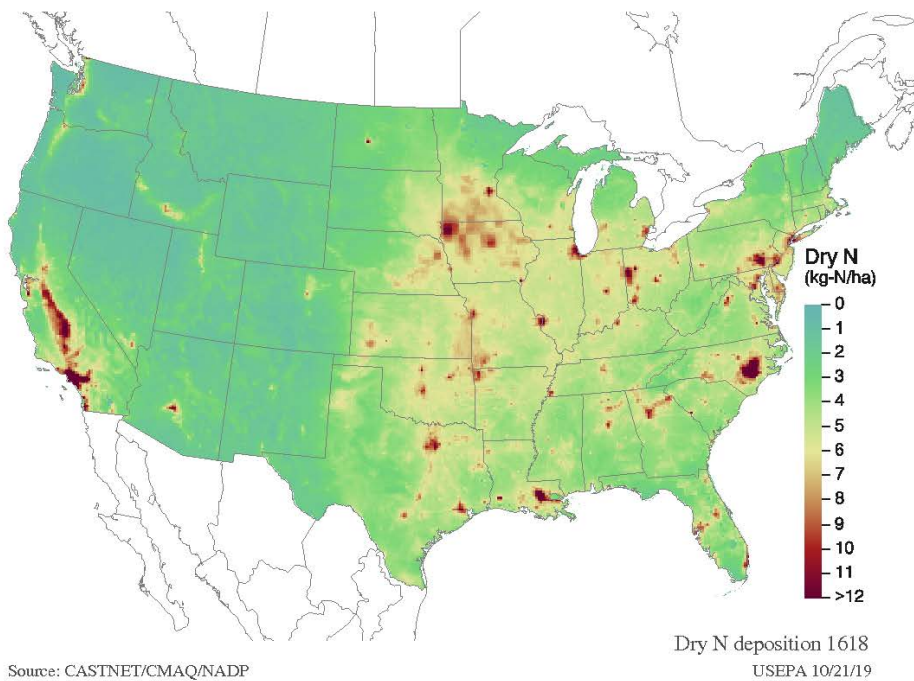 Dry N
(kg-N/ha)
0
1
2
3
4
5
6
7
8
9
10
11
>12
Dry N deposition 1618
Source: CASTNET/CMAQ/NADP
USEPA 10/21/19